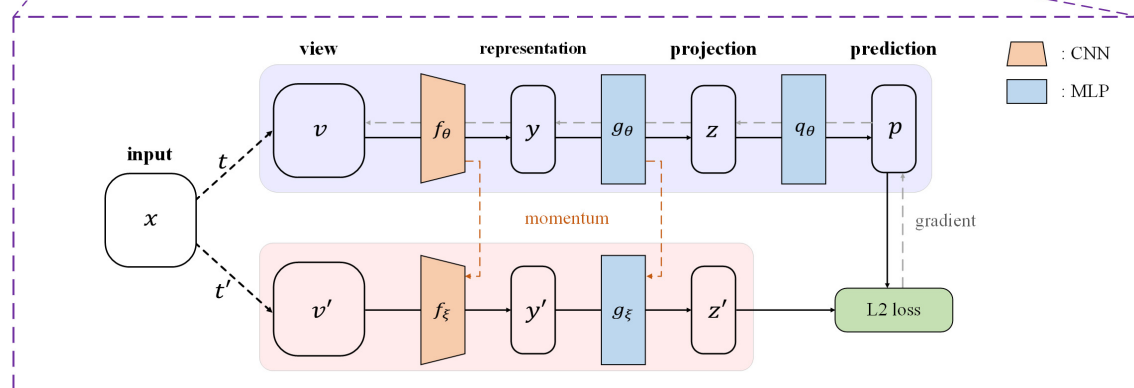 view
representation
projection
prediction
: CNN
: MLP
input
t
x
t′
v
f_θ
y
g_θ
z
q_θ
p
momentum
gradient
v′
f_ξ
y′
g_ξ
z′
L2 loss